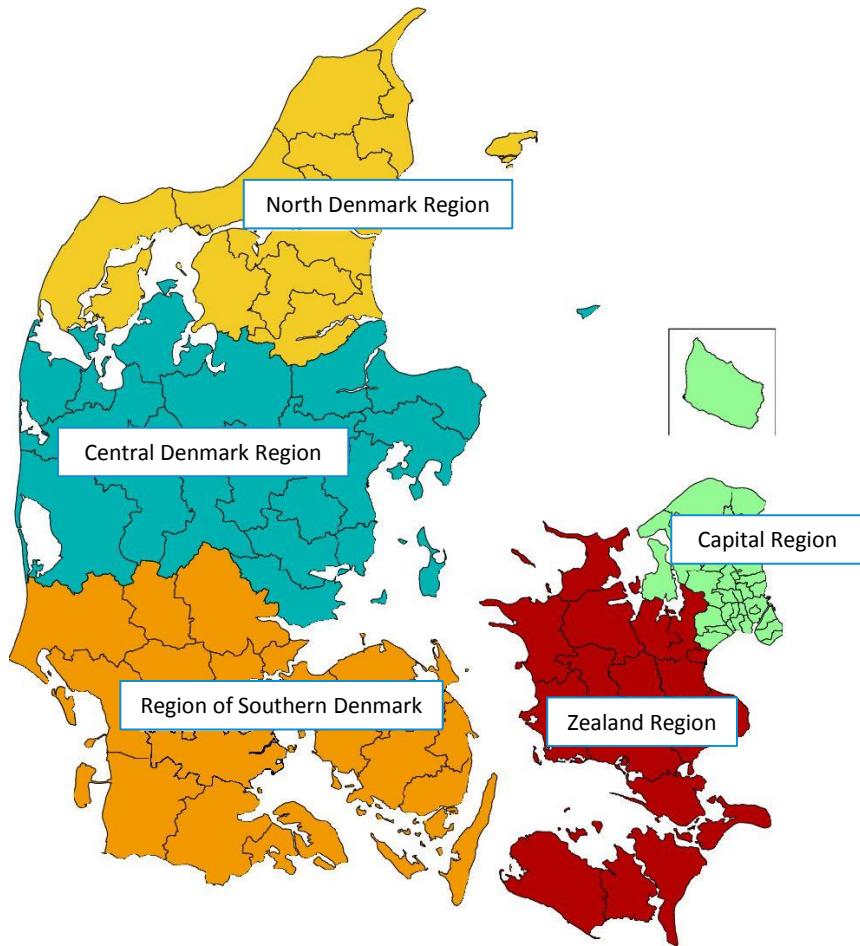 North Denmark Region
Central Denmark Region
Capital Region
Region of Southern Denmark
Zealand Region